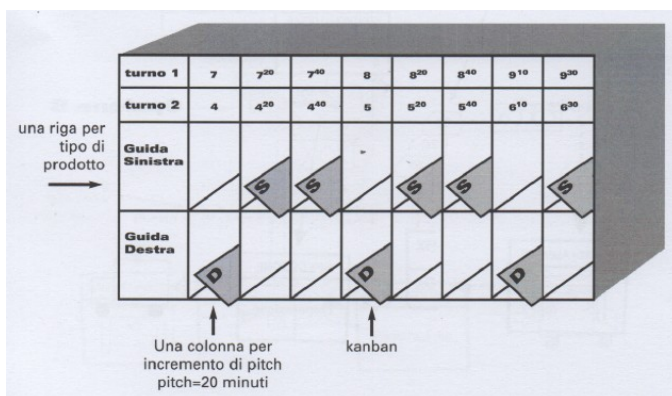 turno 1 7 7²⁰ 7⁴⁰ 8 8²⁰ 8⁴⁰ 9¹⁰ 9³⁰
turno 2 4 4²⁰ 4⁴⁰ 5 5²⁰ 5⁴⁰ 6¹⁰ 6³⁰
una riga per
tipo di
prodotto
Guida
Sinistra
S S S S S
Guida
Destra
D D D
Una colonna per
incremento di pitch
pitch=20 minuti
kanban